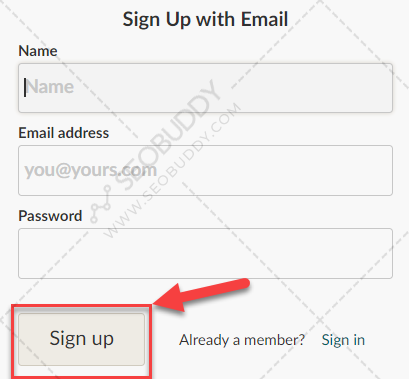 Sign Up with Email
Name
Name
Email address
you@yours.com
Password
Sign up
Already a member? Sign in
SEOBUDDY
WWW.SEOBUDDY.COM